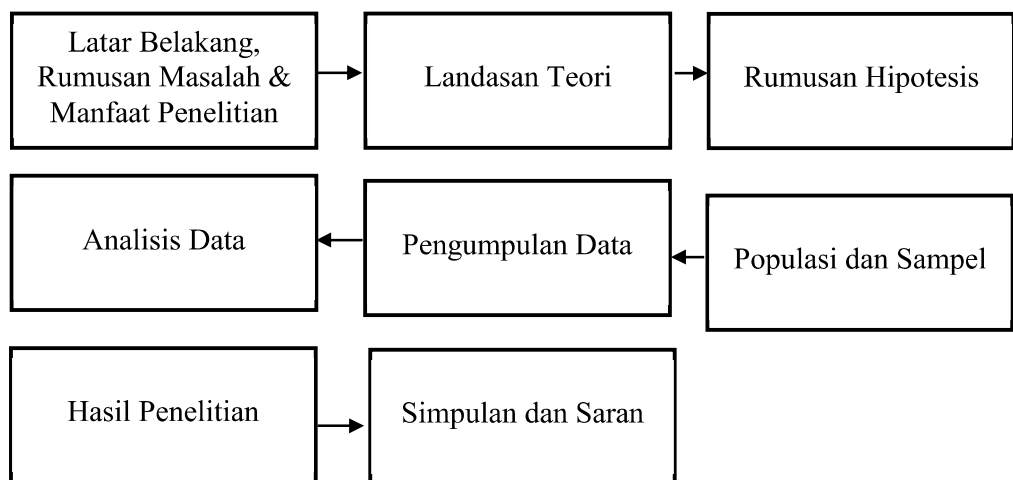 Latar Belakang,
Rumusan Masalah &
Manfaat Penelitian
Landasan Teori
Rumusan Hipotesis
Analisis Data
Pengumpulan Data
Populasi dan Sampel
Hasil Penelitian
Simpulan dan Saran